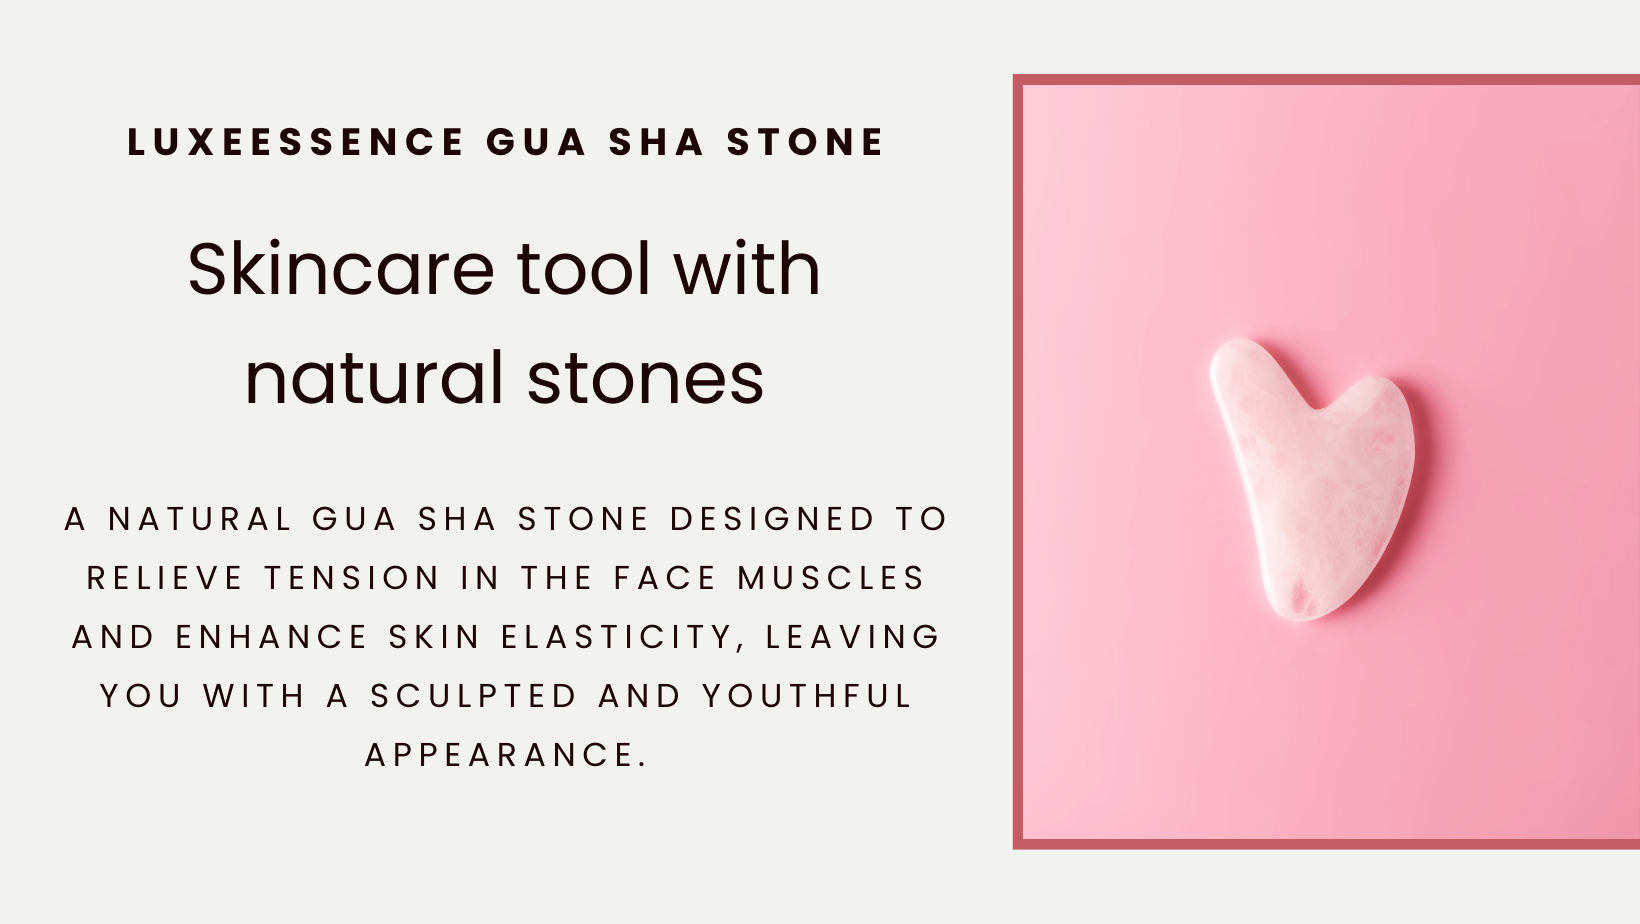 LUXEESSENCE GUA SHA STONE
Skincare tool with
natural stones
A NATURAL GUA SHA STONE DESIGNED TO
RELIEVE TENSION IN THE FACE MUSCLES
AND ENHANCE SKIN ELASTICITY, LEAVING
YOU WITH A SCULPTED AND YOUTHFUL
APPEARANCE.